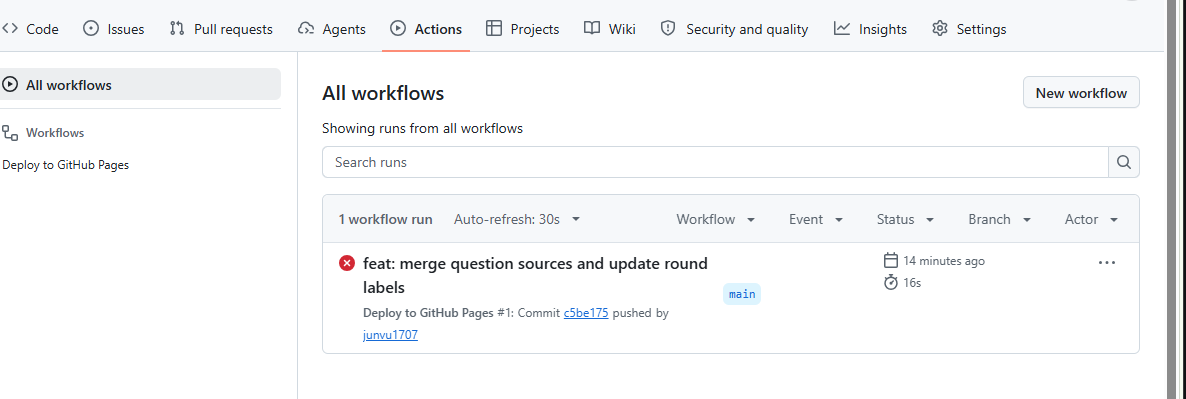 Code Issues Pull requests Agents Actions Projects Wiki Security and quality Insights Settings
All workflows
Workflows
Deploy to GitHub Pages
All workflows
New workflow
Showing runs from all workflows
Search runs
1 workflow run Auto-refresh: 30s Workflow Event Status Branch Actor
feat: merge question sources and update round
labels
Deploy to GitHub Pages #1: Commit c5be175 pushed by
junvu1707
main
14 minutes ago
16s